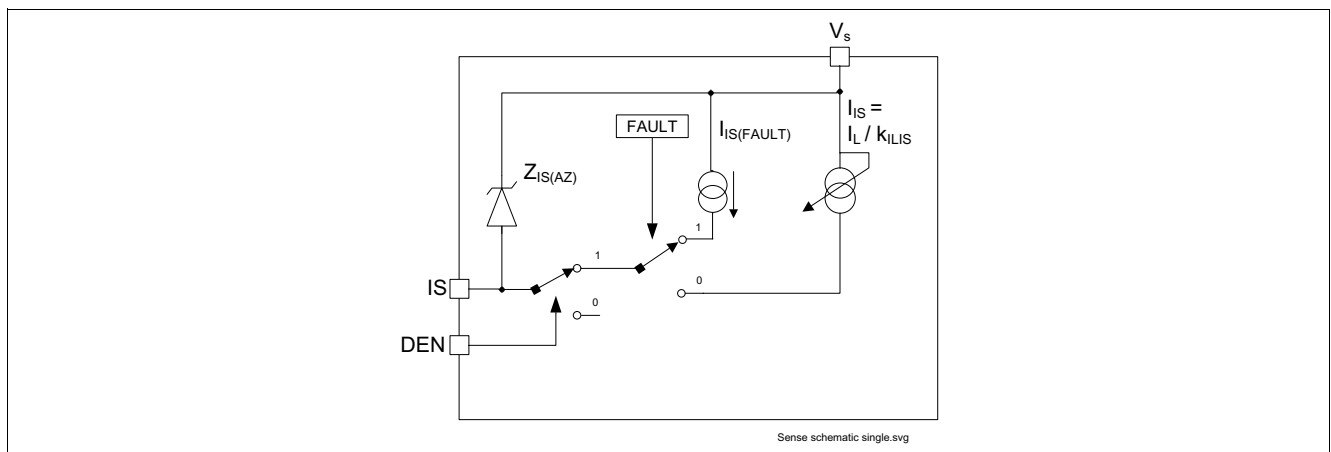 Vs
IIS =
IL / kILIS
FAULT
IIS(FAULT)
ZIS(AZ)
1
1
0
IS
0
DEN
Sense schematic single.svg